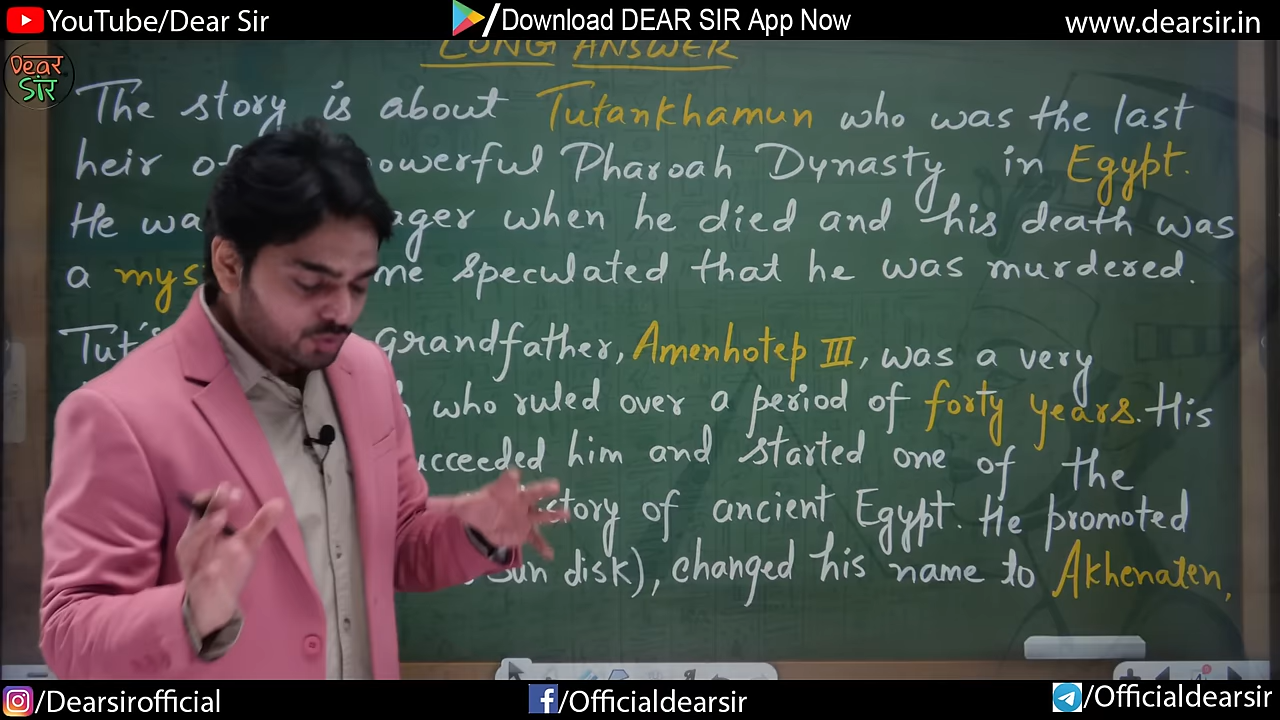 YouTube/Dear Sir
/Download DEAR SIR App Now
www.dearsir.in
Dear
Sir
LONG ANSWER
The story is about Tutankhamun who was the last
heir of powerful Pharoah Dynasty in Egypt.
He wa ager when he died and his death was
a mys me speculated that he was murdered.
Tut's grandfather, Amenhotep III, was a very
who ruled over a period of forty years. His
ucceeded him and started one of the
story of ancient Egypt. He promoted
Sun disk), changed his name to Akhenaten,
/Dearsirofficial
/Officialdearsir
/Officialdearsir